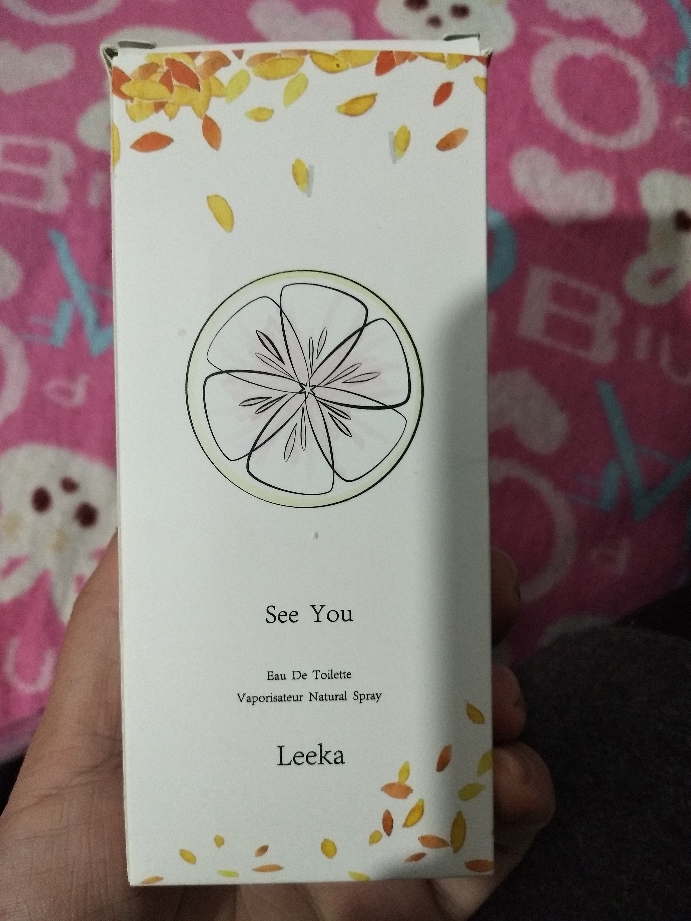 See You
Eau De Toilette
Vaporisateur Natural Spray
Leeka